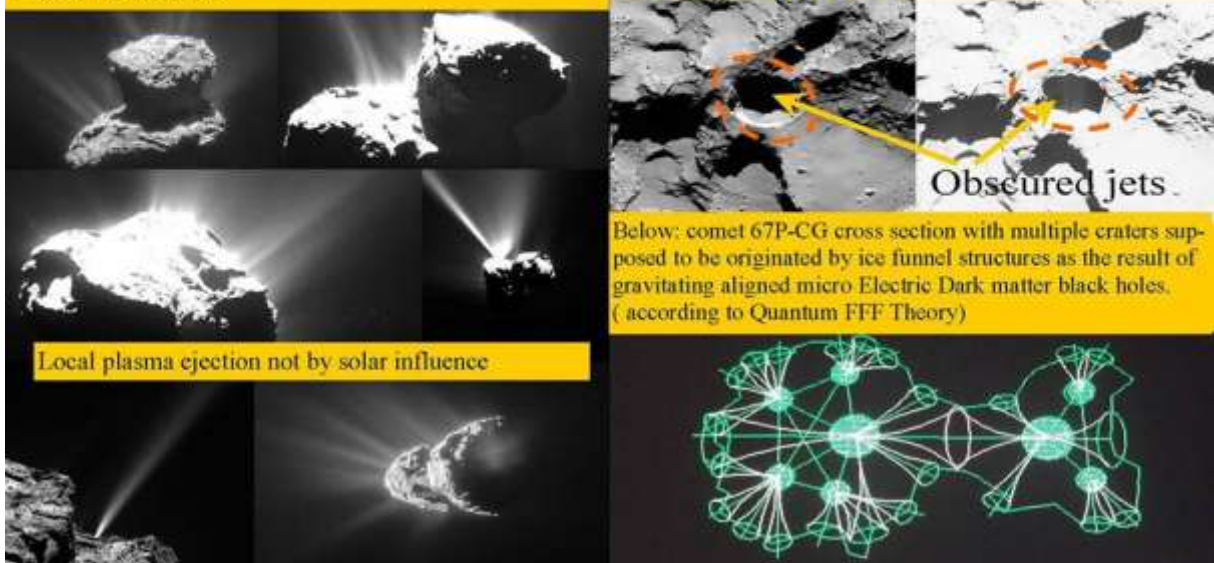 Obscured jets
Below: comet 67P-CG cross section with multiple craters sup-
posed to be originated by ice funnel structures as the result of
gravitating aligned micro Electric Dark matter black holes.
( according to Quantum FFF Theory)
Local plasma ejection not by solar influence